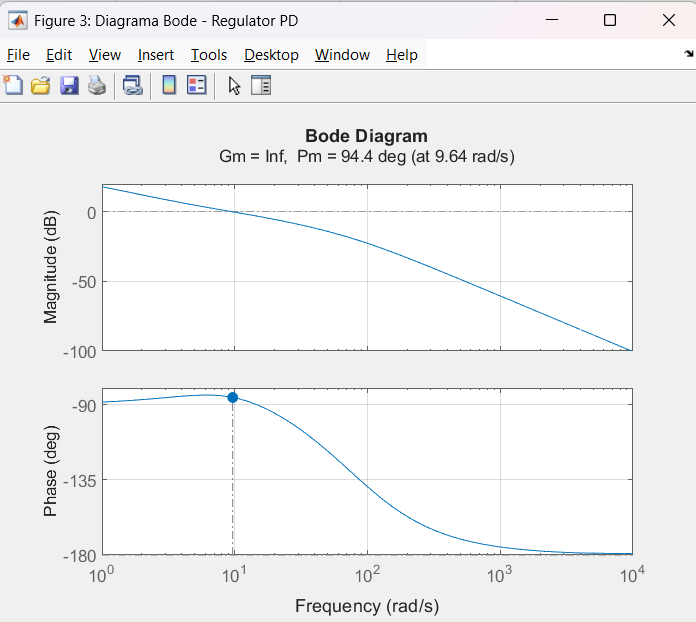 Figure 3: Diagrama Bode - Regulator PD
File Edit View Insert Tools Desktop Window Help
Bode Diagram
Gm = Inf, Pm = 94.4 deg (at 9.64 rad/s)
Magnitude (dB)
0
-50
-100
Phase (deg)
-90
-135
-180
10^0 10^1 10^2 10^3 10^4
Frequency (rad/s)